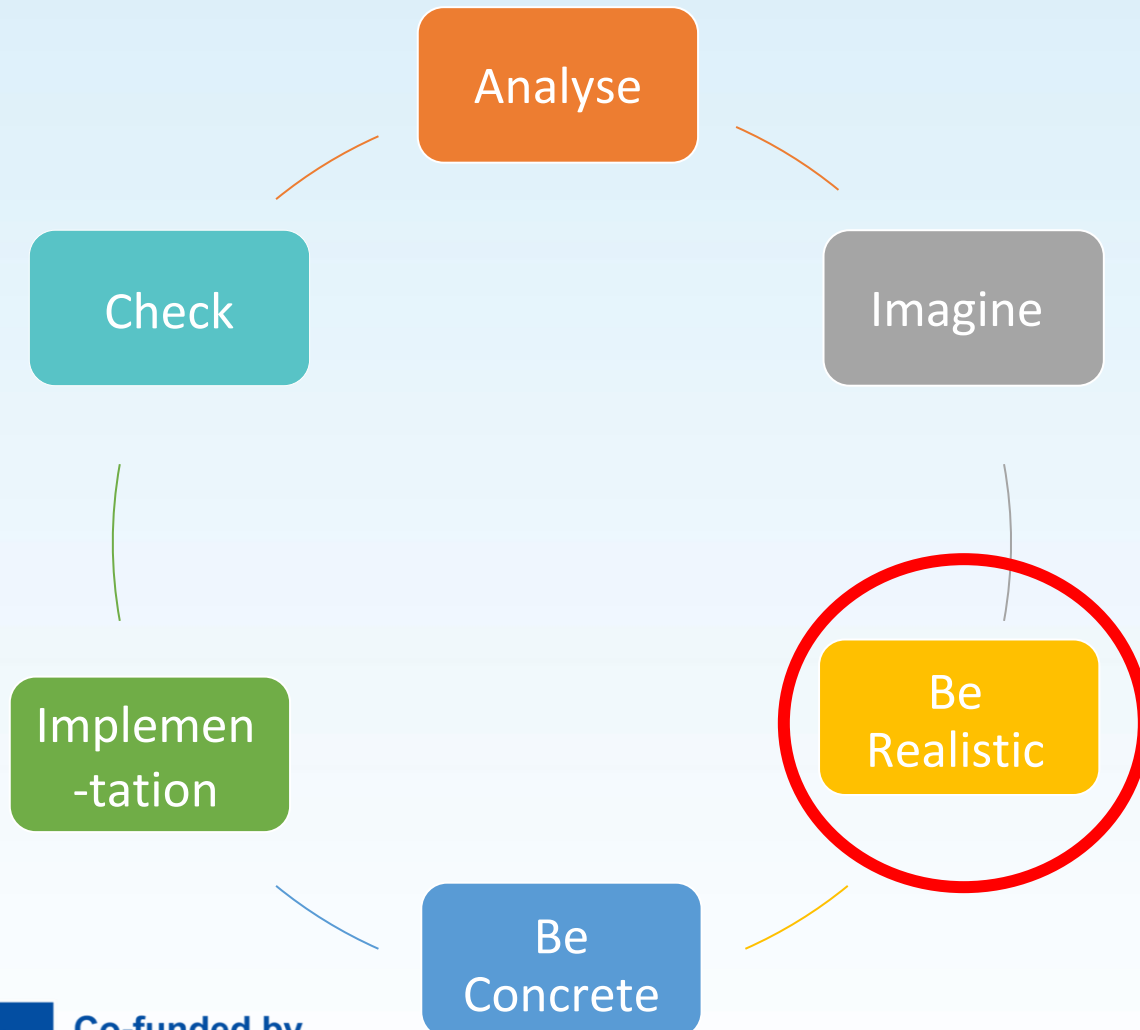 Analyse
Imagine
Check
Be
Realistic
Implemen
-tation
Be
Concrete
Co-funded by